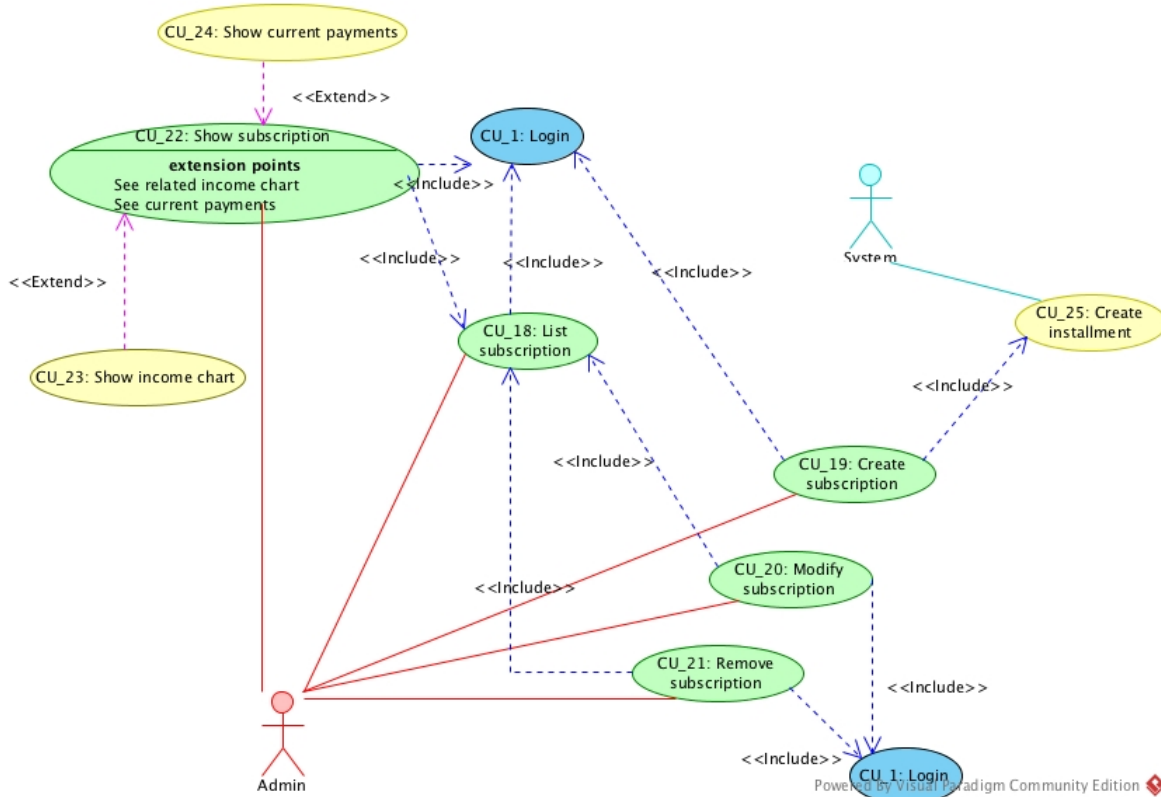 CU_24: Show current payments
<<Extend>>
CU_22: Show subscription
extension points
See related income chart
See current payments
CU_1: Login
<<Include>>
System
<<Include>>
<<Include>>
<<Include>>
<<Extend>>
CU_25: Create
installment
CU_18: List
subscription
CU_23: Show income chart
<<Include>>
<<Include>>
CU_19: Create
subscription
CU_20: Modify
subscription
<<Include>>
CU_21: Remove
subscription
<<Include>>
<<Include>>
CU_1: Login
Admin
Powered By Visual Paradigm Community Edition